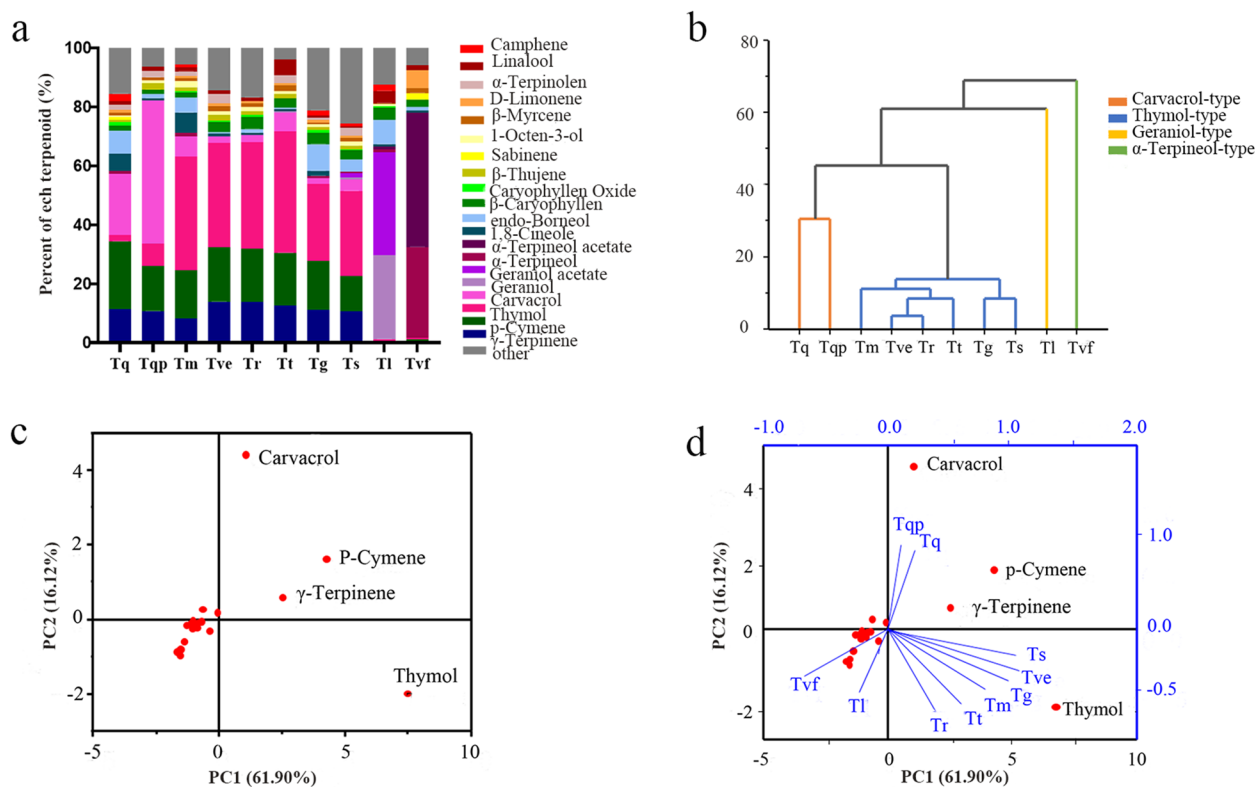 a
100
80
60
40
20
0
Percent of ecch terpenoid (%)
Tq Tqp Tm Tve Tr Tt Tg Ts Tl Tvf
Camphene
Linalool
α-Terpinolen
D-Limonene
β-Myrcene
1-Octen-3-ol
Sabinene
β-Thujene
Caryophyllen Oxide
β-Caryophyllen
endo-Borneol
1,8-Cineole
α-Terpineol acetate
α-Terpineol
Geraniol acetate
Geraniol
Carvacrol
Thymol
p-Cymene
γ-Terpinene
other
b
80
60
40
20
0
Tq Tqp Tm Tve Tr Tt Tg Ts Tl Tvf
Carvacrol-type
Thymol-type
Geraniol-type
α-Terpineol-type
c
4
2
0
-2
PC2 (16.12%)
Carvacrol
P-Cymene
γ-Terpinene
Thymol
-5 0 5 10
PC1 (61.90%)
d
-1.0 0.0 1.0 2.0
4
2
0
-2
PC2 (16.12%)
Carvacrol
Tqp
Tq
p-Cymene
γ-Terpinene
Ts
Tve
Tg
Tm
Tt
Tr
Tl
Tvf
Thymol
1.0
0.0
-0.5
-5 0 5 10
PC1 (61.90%)